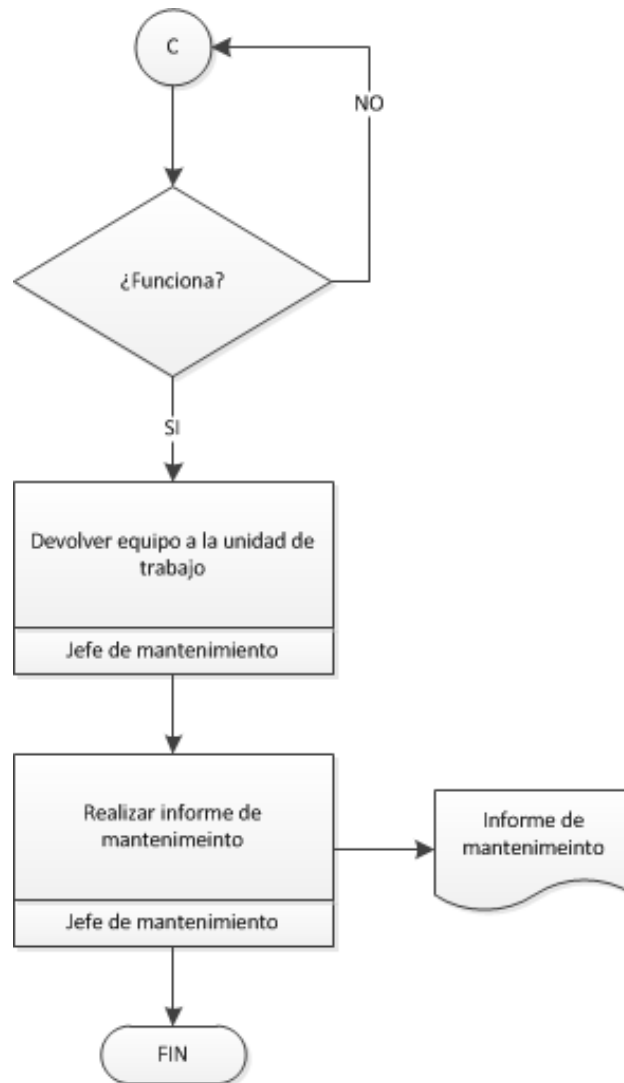 C
NO
¿Funciona?
SI
Devolver equipo a la unidad de
trabajo
Jefe de mantenimiento
Realizar informe de
mantenimeinto
Informe de
mantenimeinto
Jefe de mantenimiento
FIN